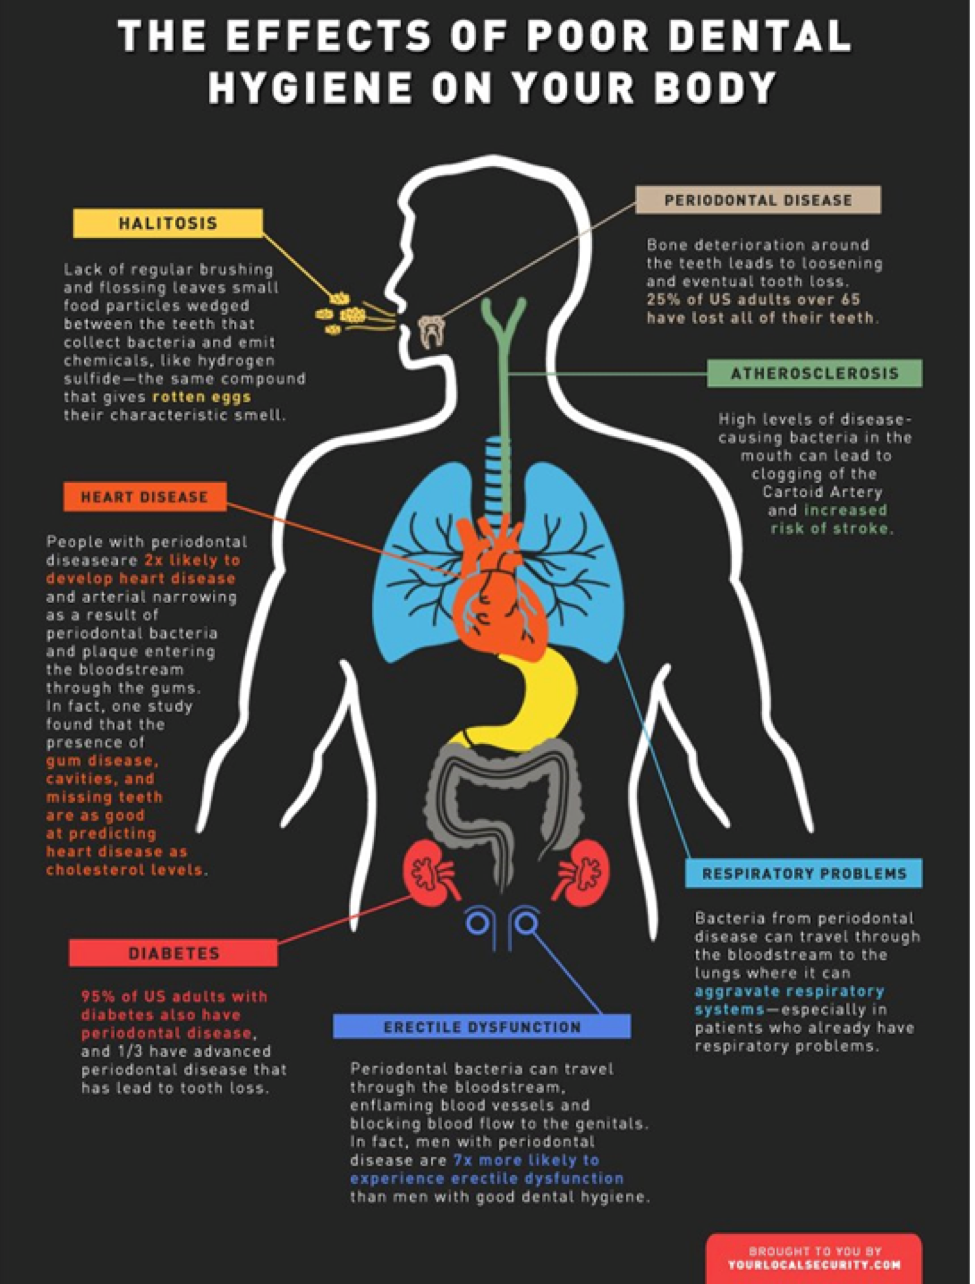 THE EFFECTS OF POOR DENTAL
HYGIENE ON YOUR BODY
HALITOSIS
Lack of regular brushing
and flossing leaves small
food particles wedged
between the teeth that
collect bacteria and emit
chemicals, like hydrogen
sulfide—the same compound
that gives rotten eggs
their characteristic smell.
PERIODONTAL DISEASE
Bone deterioration around
the teeth leads to loosening
and eventual tooth loss.
25% of US adults over 65
have lost all of their teeth.
ATHEROSCLEROSIS
High levels of disease-
causing bacteria in the
mouth can lead to
clogging of the
Cartoid Artery
and increased
risk of stroke.
HEART DISEASE
People with periodontal
diseaseare 2x likely to
develop heart disease
and arterial narrowing
as a result of
periodontal bacteria
and plaque entering
the bloodstream
through the gums.
In fact, one study
found that the
presence of
gum disease,
cavities, and
missing teeth
are as good
at predicting
heart disease as
cholesterol levels.
RESPIRATORY PROBLEMS
Bacteria from periodontal
disease can travel through
the bloodstream to the
lungs where it can
aggravate respiratory
systems—especially in
patients who already have
respiratory problems.
DIABETES
95% of US adults with
diabetes also have
periodontal disease,
and 1/3 have advanced
periodontal disease that
has lead to tooth loss.
ERECTILE DYSFUNCTION
Periodontal bacteria can travel
through the bloodstream,
enflaming blood vessels and
blocking blood flow to the genitals.
In fact, men with periodontal
disease are 7x more likely to
experience erectile dysfunction
than men with good dental hygiene.
BROUGHT TO YOU BY
YOURLOCALSECURITY.COM